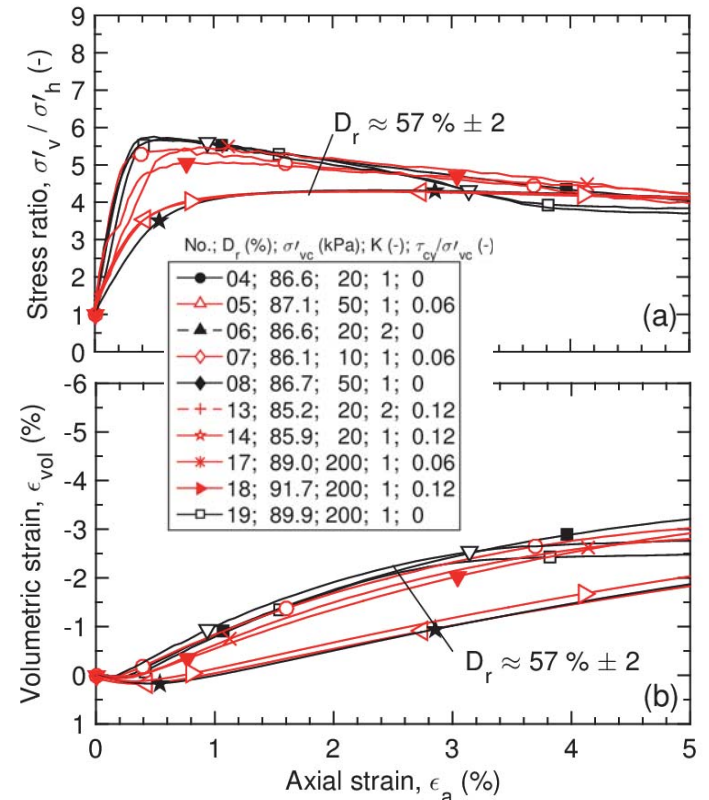 9
8
7
6
5
4
3
2
1
0
Stress ratio, σ′v / σ′h (-)
Dr ≈ 57 % ± 2
No.; Dr (%); σ′vc (kPa); K (-); τcy/σ′vc (-)
04; 86.6; 20; 1; 0
05; 87.1; 50; 1; 0.06
06; 86.6; 20; 2; 0
07; 86.1; 10; 1; 0.06
08; 86.7; 50; 1; 0
13; 85.2; 20; 2; 0.12
14; 85.9; 20; 1; 0.12
17; 89.0; 200; 1; 0.06
18; 91.7; 200; 1; 0.12
19; 89.9; 200; 1; 0
(a)
-6
-5
-4
-3
-2
-1
0
1
Volumetric strain, ϵvol (%)
Dr ≈ 57 % ± 2
(b)
0 1 2 3 4 5
Axial strain, ϵa (%)